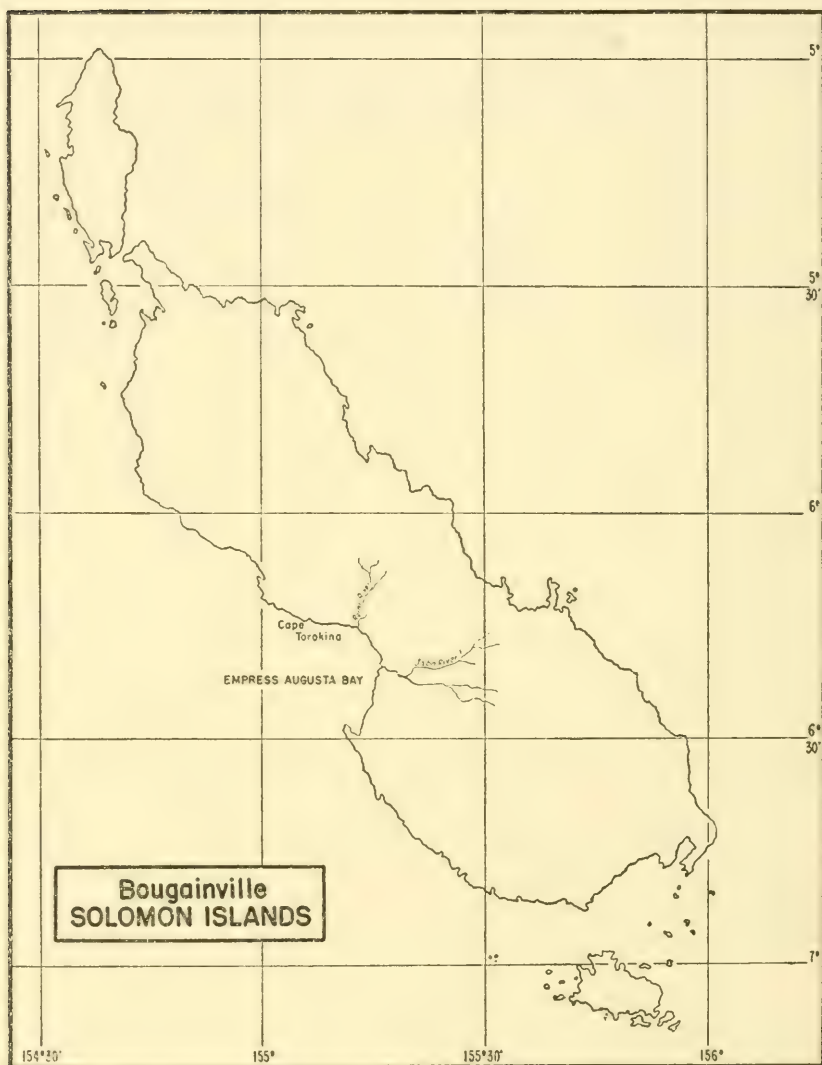 5°
5°
30'
6°
Cape
Torokina
EMPRESS AUGUSTA BAY
6°
30'
Bougainville
SOLOMON ISLANDS
7°
154°30'
155°
155°30'
156°